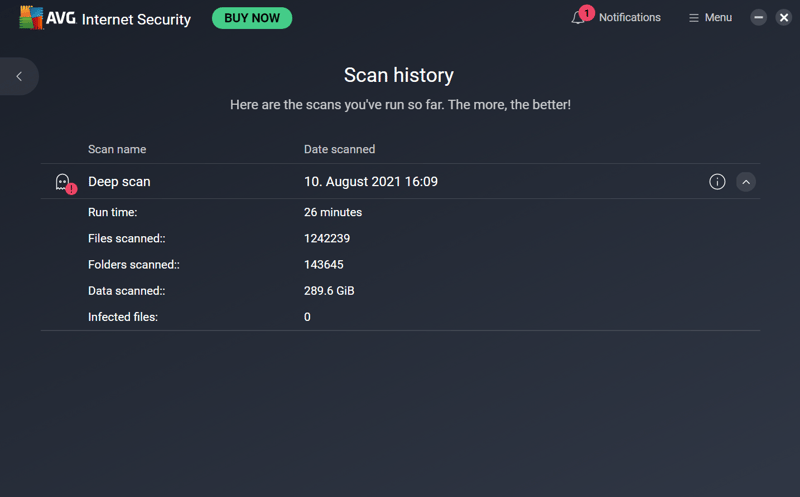 AVG Internet Security
BUY NOW
1
Notifications
Menu
Scan history
Here are the scans you've run so far. The more, the better!
Scan name Date scanned
! Deep scan 10. August 2021 16:09 i
Run time: 26 minutes
Files scanned:: 1242239
Folders scanned:: 143645
Data scanned:: 289.6 GiB
Infected files: 0